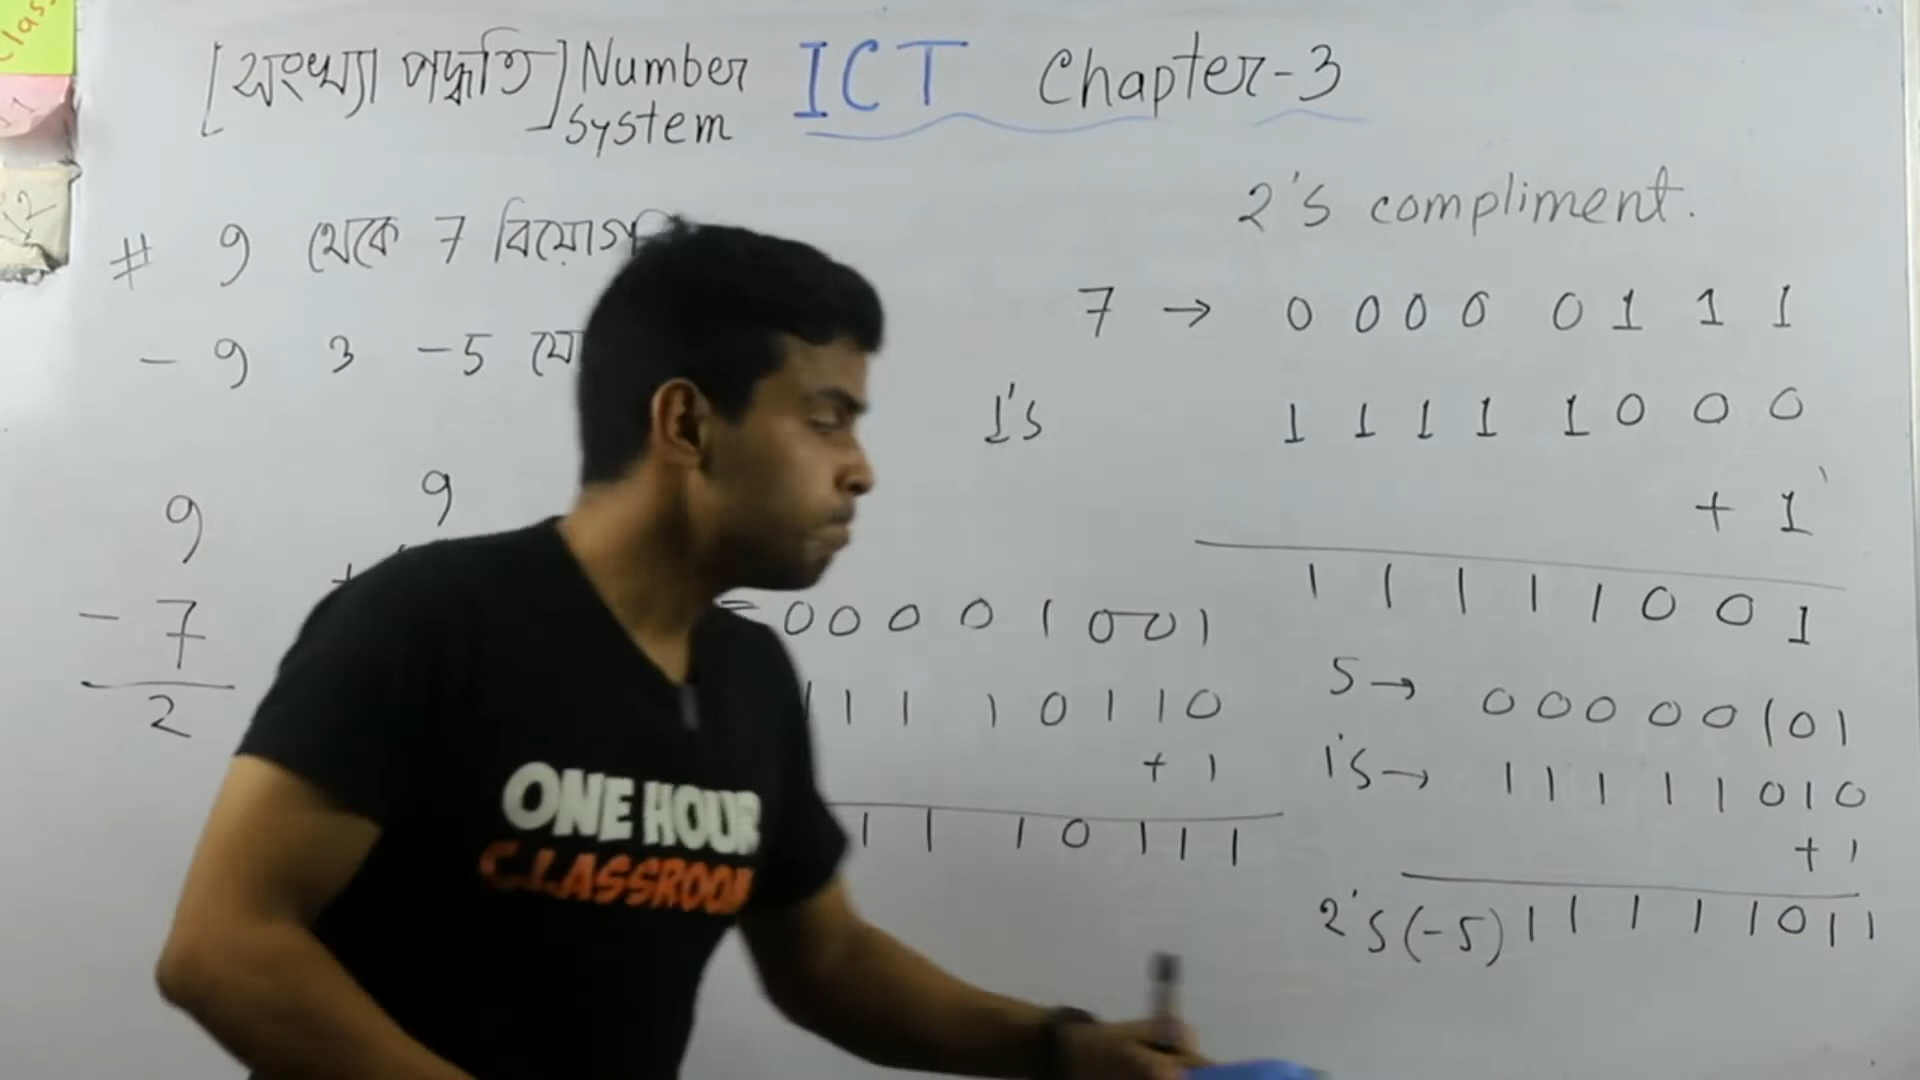 [সংখ্যা পদ্ধতি] Number System ICT Chapter-3
2's compliment.
# 9 থেকে 7 বিয়োগ
- 9 ও -5
9
- 7
2
9
+
7 → 0 0 0 0 0 1 1 1
1's 1 1 1 1 1 0 0 0
+ 1
1 1 1 1 1 0 0 1
= 0 0 0 0 1 0 0 1
1 1 1 1 0 1 1 0
+ 1
1 1 1 0 1 1 1
5 → 0 0 0 0 0 1 0 1
1's → 1 1 1 1 1 0 1 0
+ 1
2's (-5) 1 1 1 1 1 0 1 1
ONE HOUR
CLASSROOM
Clas
11
12